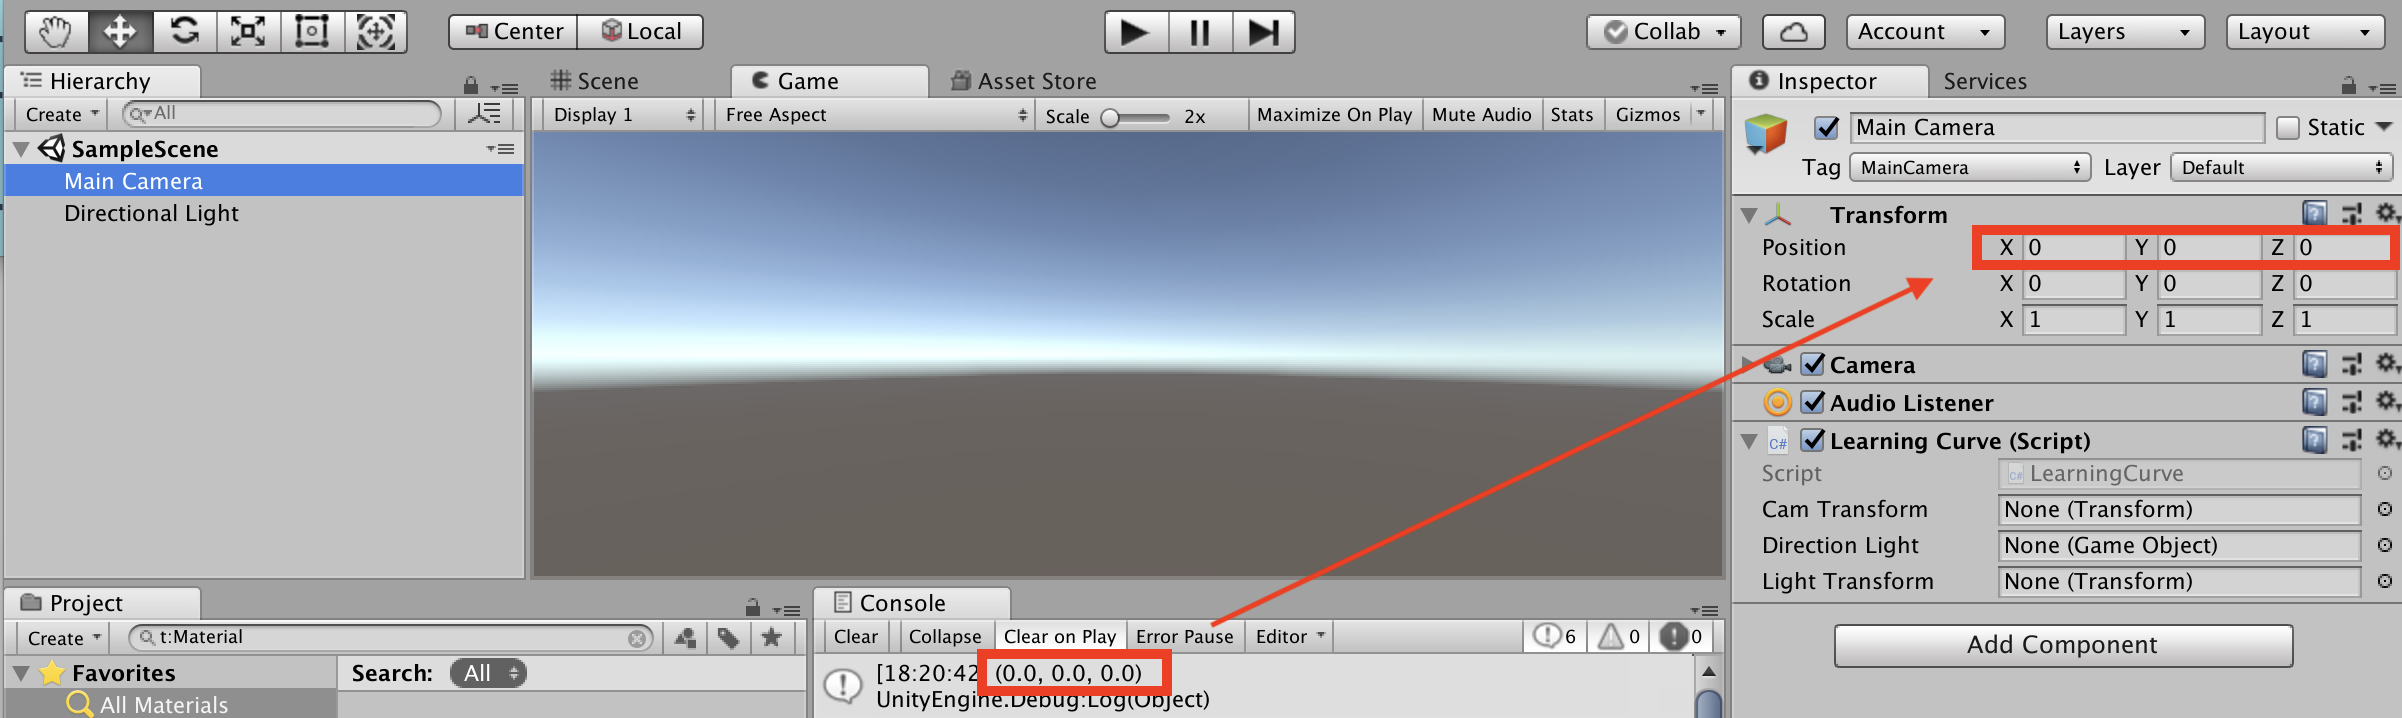 Center Local Collab Account Layers Layout
Hierarchy
Create All
SampleScene
Main Camera
Directional Light
Scene Game Asset Store
Display 1 Free Aspect Scale 2x Maximize On Play Mute Audio Stats Gizmos
Inspector Services
Main Camera Static
Tag MainCamera Layer Default
Transform
Position X 0 Y 0 Z 0
Rotation X 0 Y 0 Z 0
Scale X 1 Y 1 Z 1
Camera
Audio Listener
C# Learning Curve (Script)
Script C# LearningCurve
Cam Transform None (Transform)
Direction Light None (Game Object)
Light Transform None (Transform)
Add Component
Project
Create t:Material
Favorites Search: All
All Materials
Console
Clear Collapse Clear on Play Error Pause Editor 6 0 0
[18:20:42 (0.0, 0.0, 0.0)
UnityEngine.Debug:Log(Object)